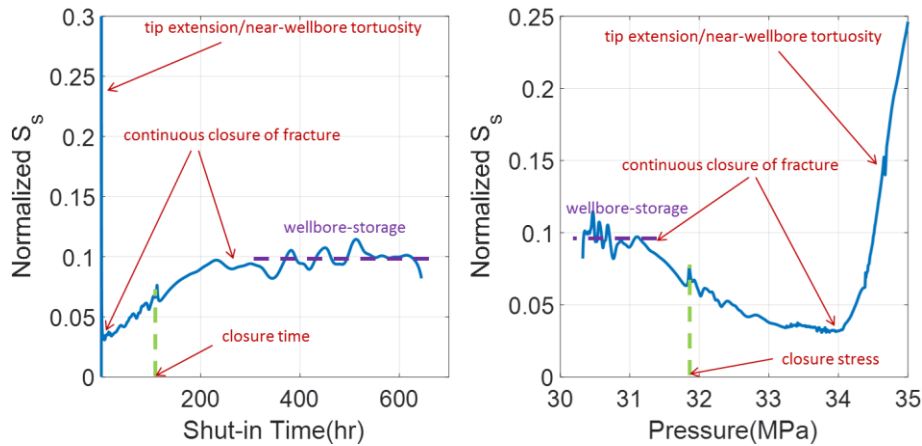 0.3
tip extension/near-wellbore tortuosity
0.25
0.2
continuous closure of fracture
0.15
wellbore-storage
0.1
0.05
closure time
0
200
400
600
Normalized S_s
Shut-in Time(hr)
0.25
tip extension/near-wellbore tortuosity
0.2
0.15
continuous closure of fracture
wellbore-storage
0.1
0.05
closure stress
0
30
31
32
33
34
35
Normalized S_s
Pressure(MPa)